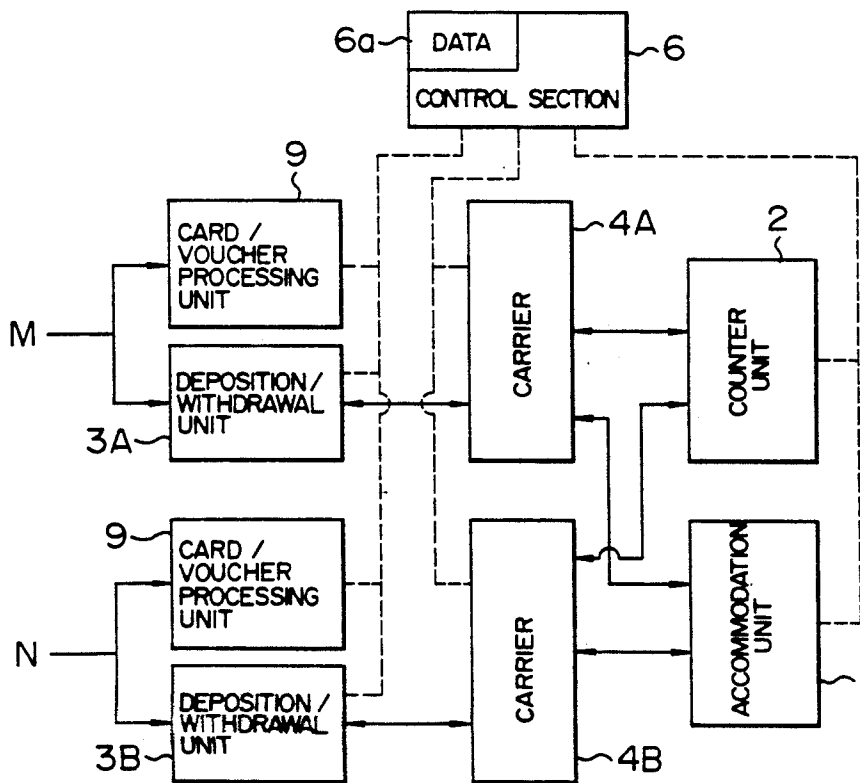 6a
DATA
6
CONTROL SECTION
9
CARD /
VOUCHER
PROCESSING
UNIT
4A
CARRIER
2
COUNTER
UNIT
M
DEPOSITION /
WITHDRAWAL
UNIT
3A
9
CARD /
VOUCHER
PROCESSING
UNIT
CARRIER
ACCOMMODATION
UNIT
N
DEPOSITION /
WITHDRAWAL
UNIT
3B
4B